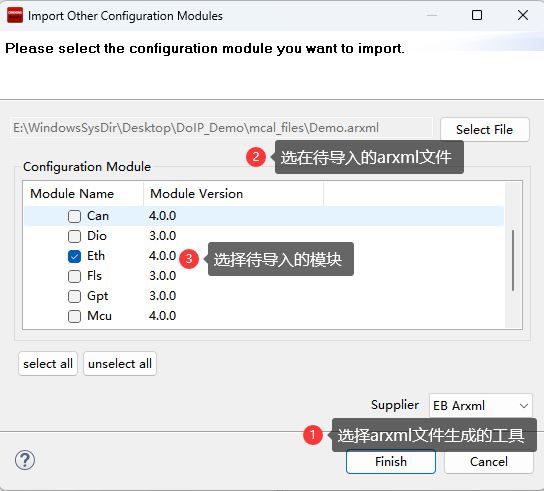 Import Other Configuration Modules
Please select the configuration module you want to import.
E:\WindowsSysDir\Desktop\DoIP_Demo\mcal_files\Demo.arxml
Select File
2 选在待导入的arxml文件
Configuration Module
Module Name Module Version
Can 4.0.0
Dio 3.0.0
Eth 4.0.0
3 选择待导入的模块
Fls 3.0.0
Gpt 3.0.0
Mcu 4.0.0
select all unselect all
Supplier EB Arxml
1 选择arxml文件生成的工具
? Finish Cancel